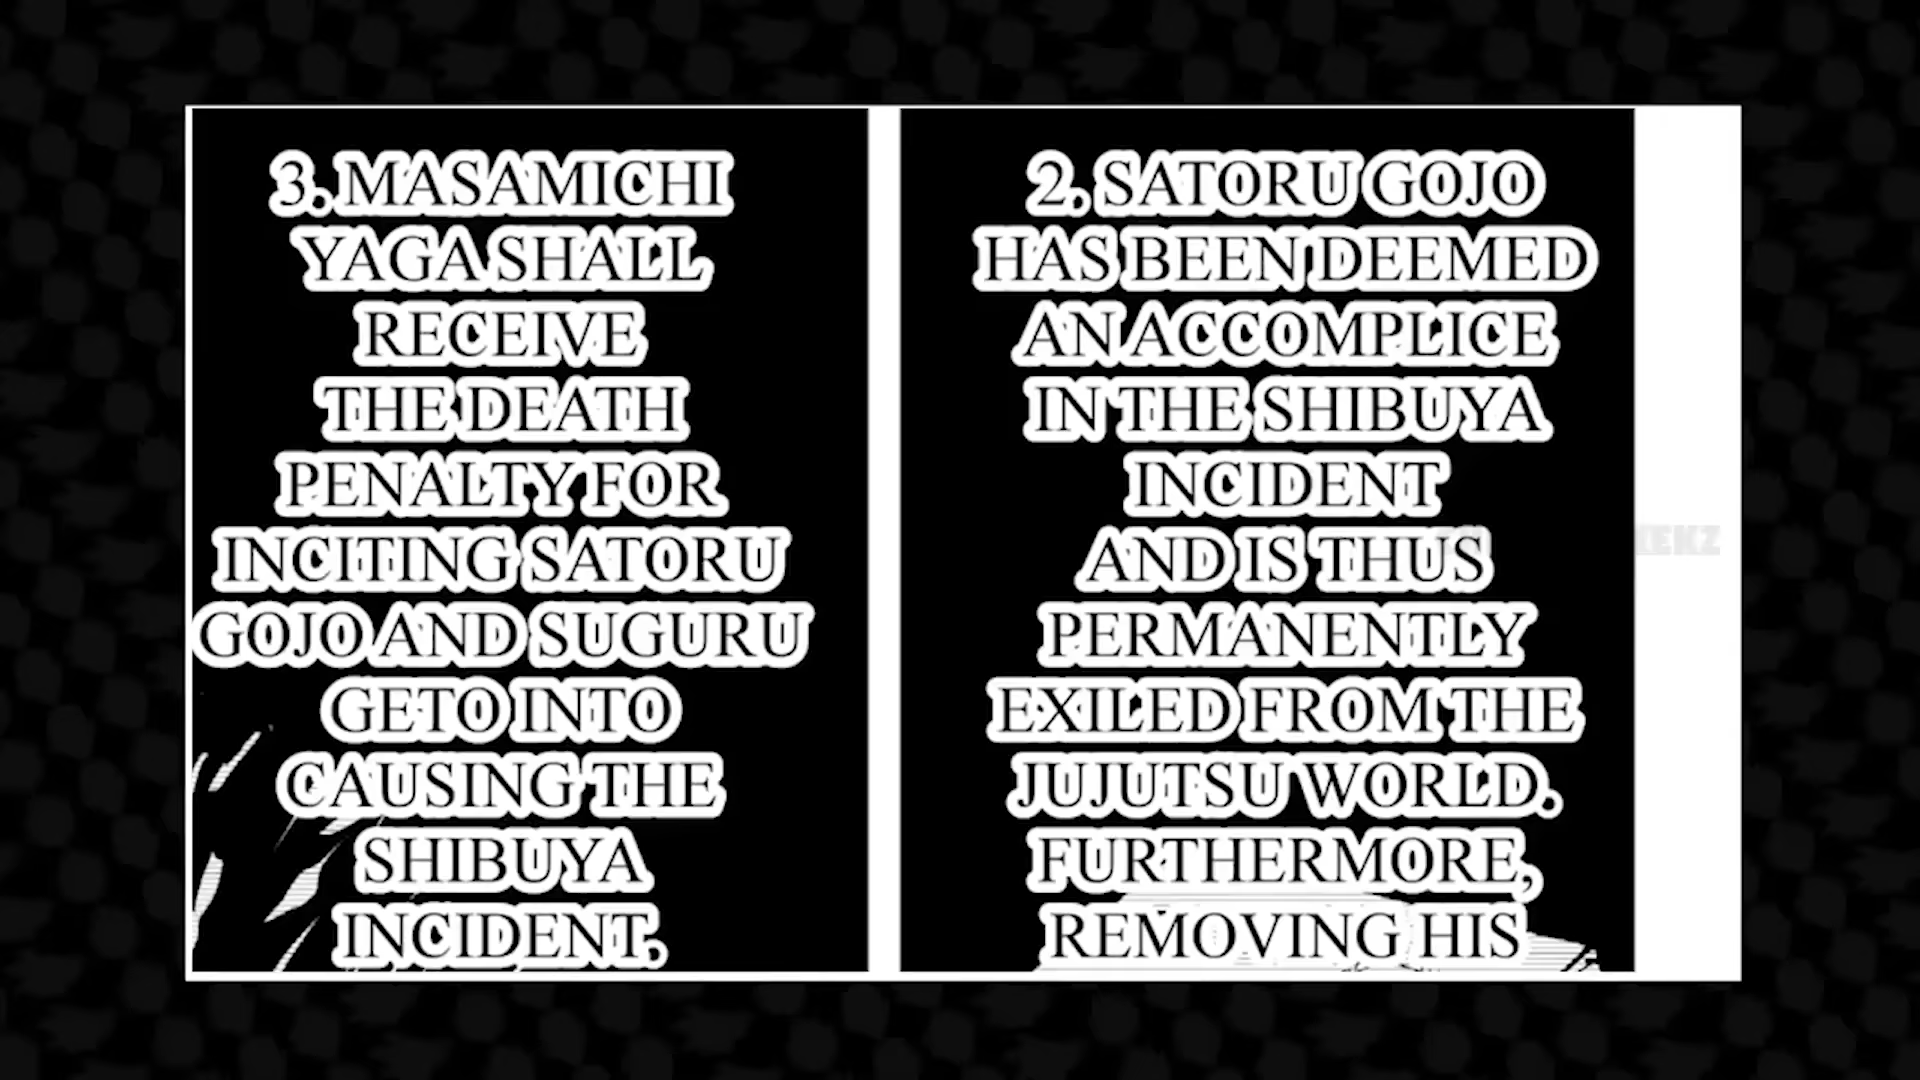 2. SATORU GOJO
HAS BEEN DEEMED
AN ACCOMPLICE
IN THE SHIBUYA
INCIDENT
AND IS THUS
PERMANENTLY
EXILED FROM THE
JUJUTSU WORLD.
FURTHERMORE,
REMOVING HIS
3. MASAMICHI
YAGA SHALL
RECEIVE
THE DEATH
PENALTY FOR
INCITING SATORU
GOJO AND SUGURU
GETO INTO
CAUSING THE
SHIBUYA
INCIDENT.